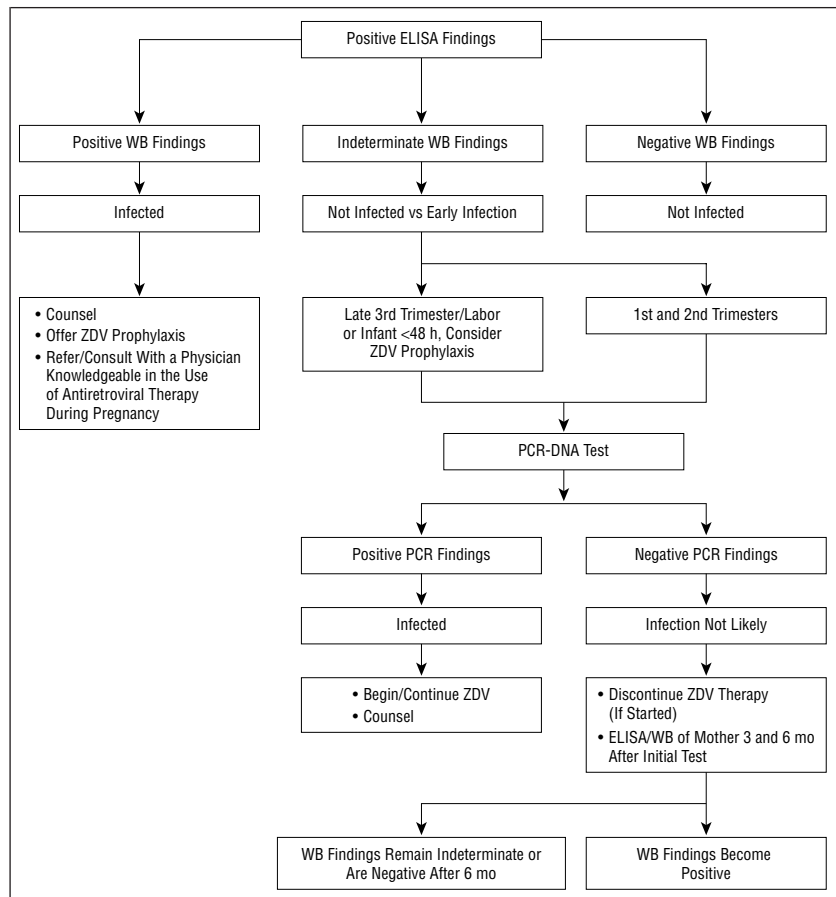 Positive ELISA Findings
Positive WB Findings
Indeterminate WB Findings
Negative WB Findings
Infected
Not Infected vs Early Infection
Not Infected
• Counsel
• Offer ZDV Prophylaxis
• Refer/Consult With a Physician
Knowledgeable in the Use
of Antiretroviral Therapy
During Pregnancy
Late 3rd Trimester/Labor
or Infant <48 h, Consider
ZDV Prophylaxis
1st and 2nd Trimesters
PCR-DNA Test
Positive PCR Findings
Negative PCR Findings
Infected
Infection Not Likely
• Begin/Continue ZDV
• Counsel
• Discontinue ZDV Therapy
(If Started)
• ELISA/WB of Mother 3 and 6 mo
After Initial Test
WB Findings Remain Indeterminate or
Are Negative After 6 mo
WB Findings Become
Positive